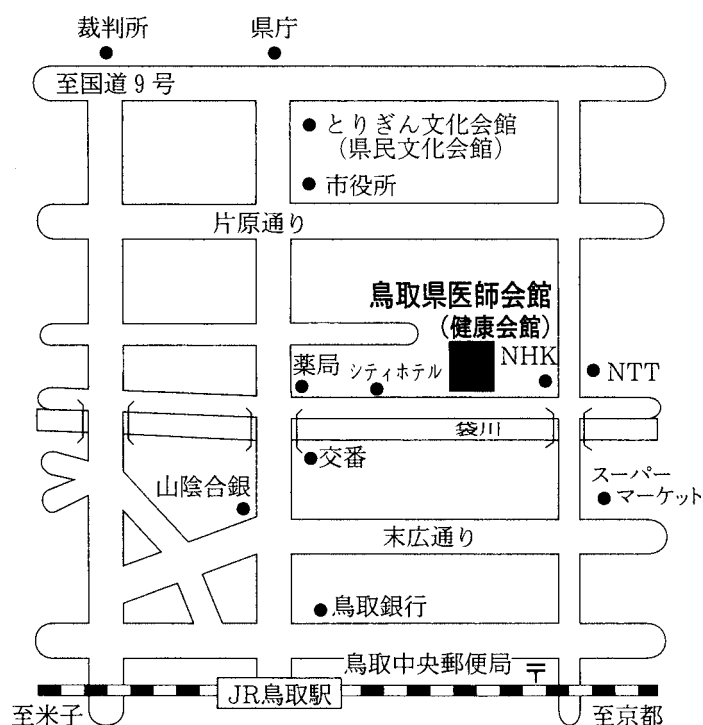 裁判所
県庁
至国道9号
とりぎん文化会館
(県民文化会館)
市役所
片原通り
鳥取県医師会館
(健康会館)
薬局
シティホテル
NHK
NTT
袋川
交番
山陰合銀
スーパー
マーケット
末広通り
鳥取銀行
鳥取中央郵便局 〒
JR鳥取駅
至米子
至京都